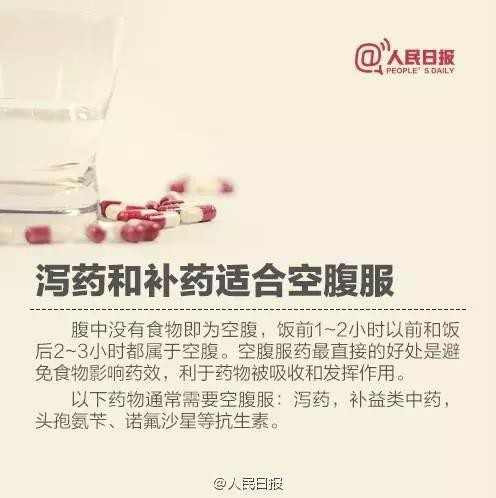 @人民日报
PEOPLE'S DAILY
泻药和补药适合空腹服
腹中没有食物即为空腹，饭前1~2小时以前和饭
后2~3小时都属于空腹。空腹服药最直接的好处是避
免食物影响药效，利于药物被吸收和发挥作用。
以下药物通常需要空腹服：泻药，补益类中药，
头孢氨苄、诺氟沙星等抗生素。
@人民日报